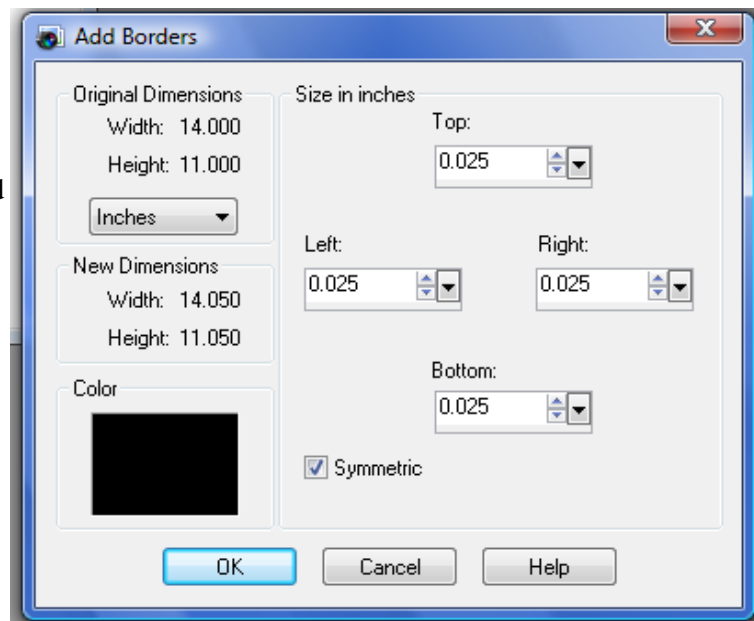 Add Borders
Original Dimensions
Width: 14.000
Height: 11.000
Inches
New Dimensions
Width: 14.050
Height: 11.050
Color
Size in inches
Top:
0.025
Left:
0.025
Right:
0.025
Bottom:
0.025
Symmetric
OK
Cancel
Help